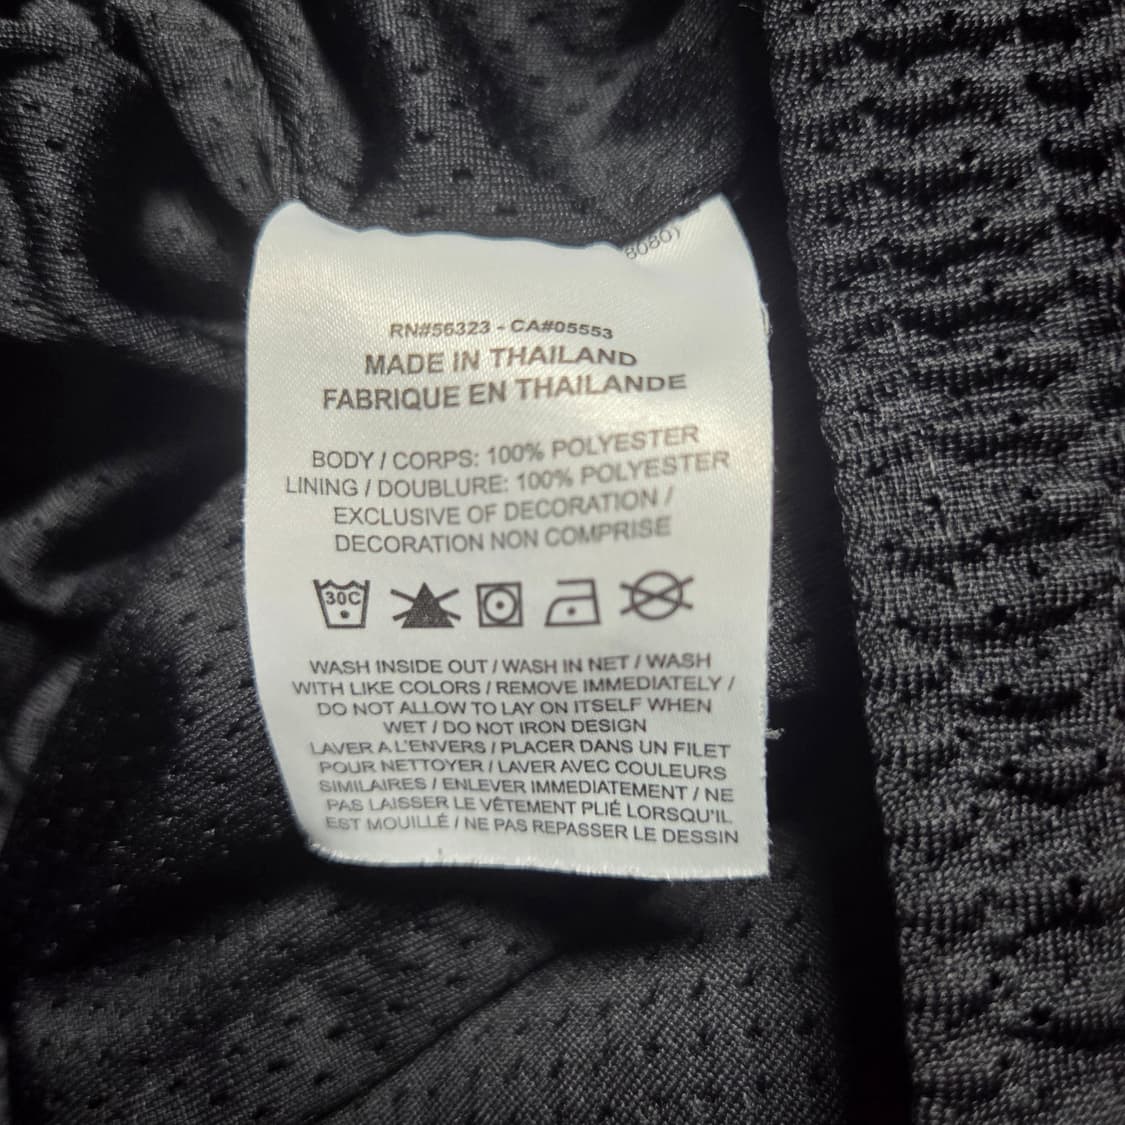 8080)
RN#56323 - CA#05553
MADE IN THAILAND
FABRIQUE EN THAILANDE
BODY / CORPS: 100% POLYESTER
LINING / DOUBLURE: 100% POLYESTER
EXCLUSIVE OF DECORATION /
DECORATION NON COMPRISE
30C
WASH INSIDE OUT / WASH IN NET / WASH
WITH LIKE COLORS / REMOVE IMMEDIATELY /
DO NOT ALLOW TO LAY ON ITSELF WHEN
WET / DO NOT IRON DESIGN
LAVER A L'ENVERS / PLACER DANS UN FILET
POUR NETTOYER / LAVER AVEC COULEURS
SIMILAIRES / ENLEVER IMMEDIATEMENT / NE
PAS LAISSER LE VÊTEMENT PLIÉ LORSQU'IL
EST MOUILLÉ / NE PAS REPASSER LE DESSIN